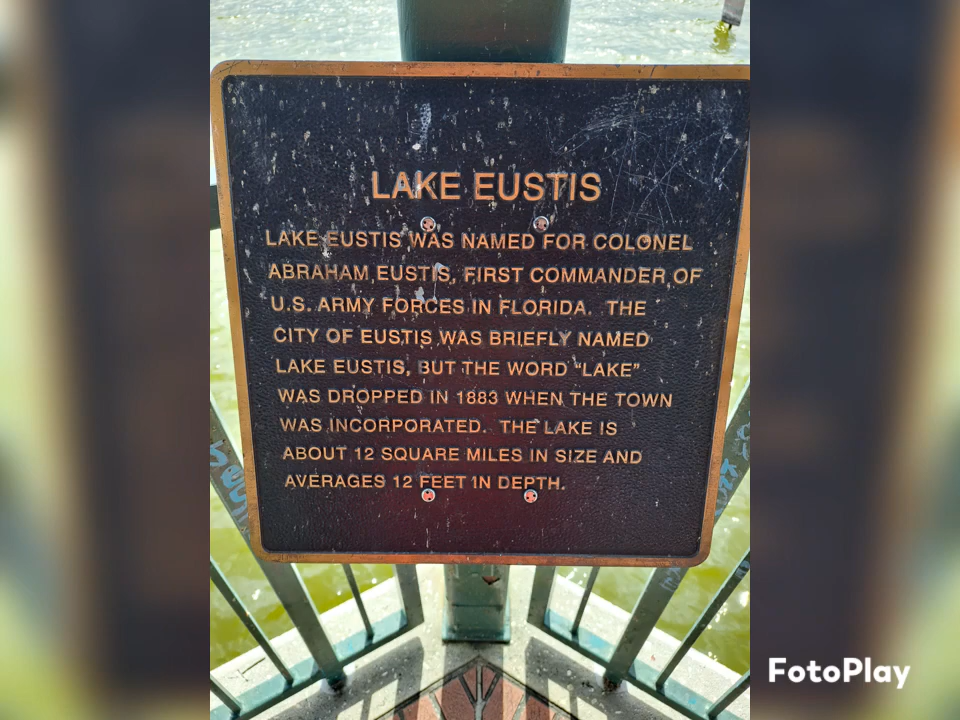 LAKE EUSTIS
LAKE EUSTIS WAS NAMED FOR COLONEL
ABRAHAM EUSTIS, FIRST COMMANDER OF
U.S. ARMY FORCES IN FLORIDA. THE
CITY OF EUSTIS WAS BRIEFLY NAMED
LAKE EUSTIS, BUT THE WORD “LAKE”
WAS DROPPED IN 1883 WHEN THE TOWN
WAS INCORPORATED. THE LAKE IS
ABOUT 12 SQUARE MILES IN SIZE AND
AVERAGES 12 FEET IN DEPTH.
FotoPlay